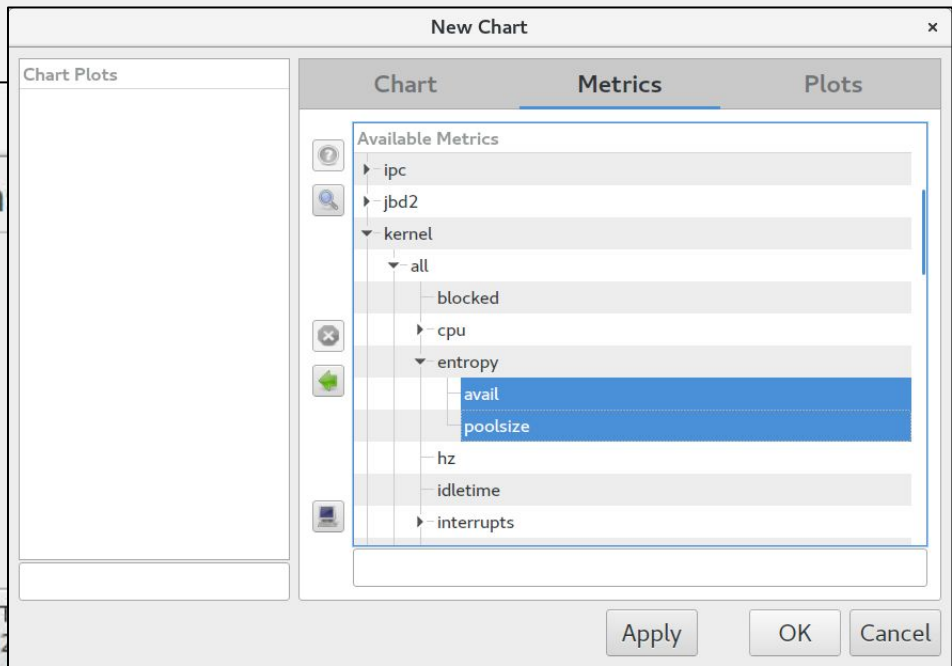 New Chart
×
Chart Plots
Chart Metrics Plots
Available Metrics
ipc
jbd2
kernel
all
blocked
cpu
entropy
avail
poolsize
hz
idletime
interrupts
Apply OK Cancel